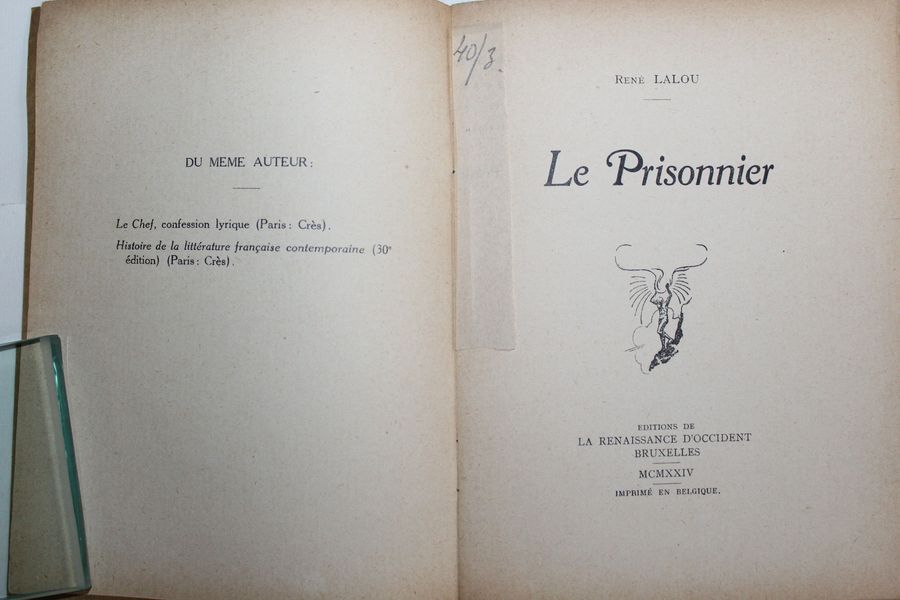 DU MEME AUTEUR:
Le Chef, confession lyrique (Paris: Crès).
Histoire de la littérature française contemporaine (30e
édition) (Paris: Crès).
40/3.
RENÉ LALOU
Le Prisonnier
EDITIONS DE
LA RENAISSANCE D'OCCIDENT
BRUXELLES
MCMXXIV
IMPRIMÉ EN BELGIQUE.